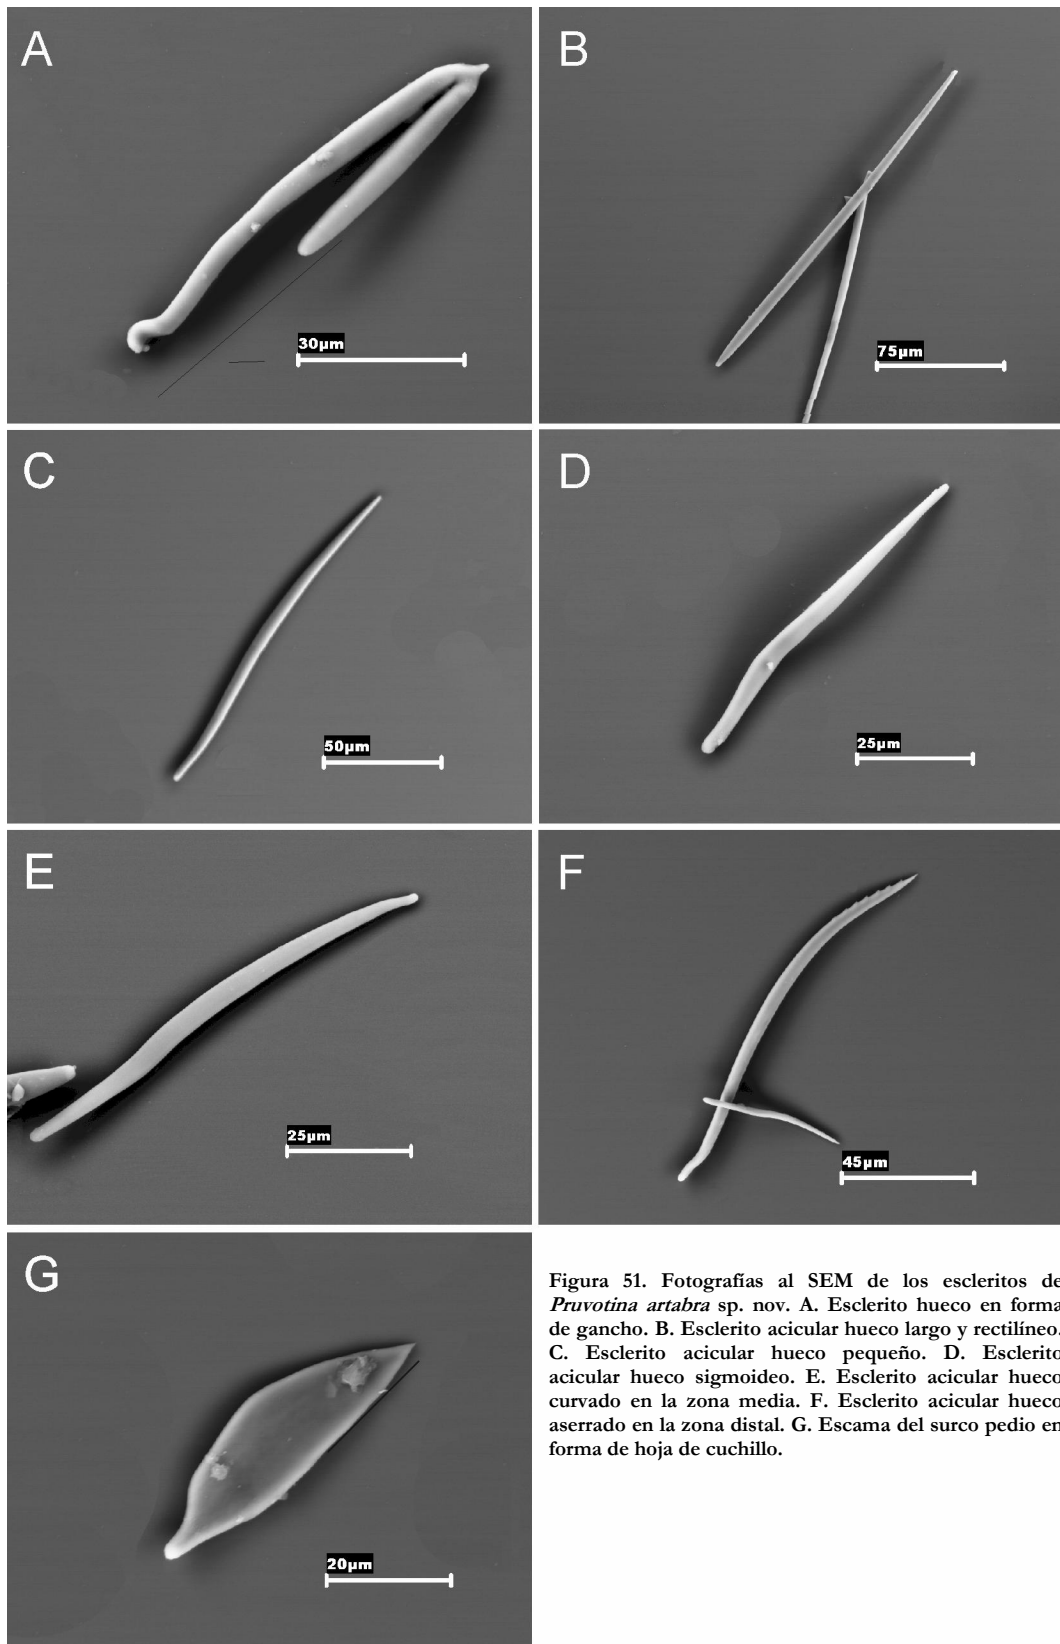 A
B
30µm
75µm
C
D
50µm
25µm
E
F
25µm
45µm
G
Figura 51. Fotografías al SEM de los escleritos de
Pruvotina artabra sp. nov. A. Esclerito hueco en forma
de gancho. B. Esclerito acicular hueco largo y rectilíneo.
C. Esclerito acicular hueco pequeño. D. Esclerito
acicular hueco sigmoideo. E. Esclerito acicular hueco
curvado en la zona media. F. Esclerito acicular hueco
aserrado en la zona distal. G. Escama del surco pedio en
forma de hoja de cuchillo.
20µm